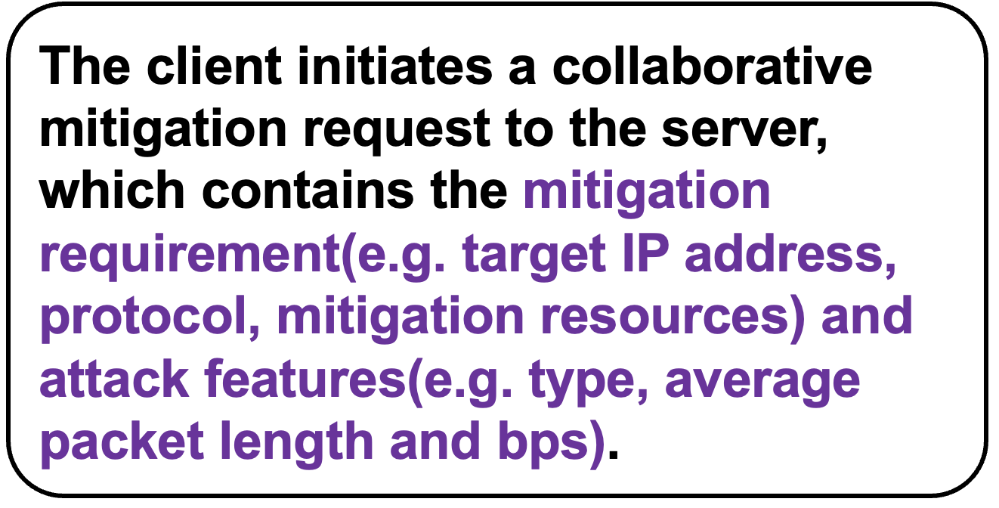 The client initiates a collaborative
mitigation request to the server,
which contains the mitigation
requirement(e.g. target IP address,
protocol, mitigation resources) and
attack features(e.g. type, average
packet length and bps).